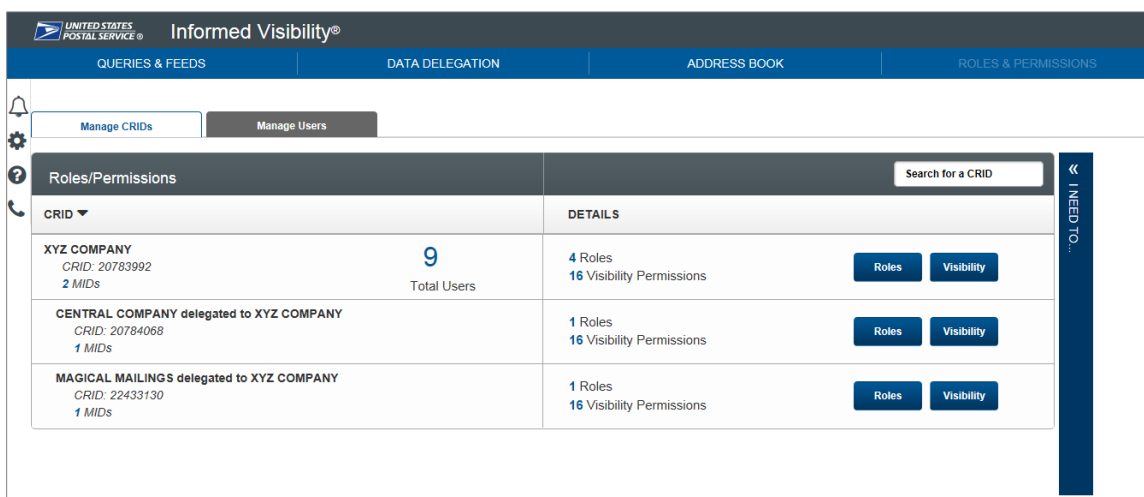 UNITED STATES
POSTAL SERVICE ®
Informed Visibility®
QUERIES & FEEDS
DATA DELEGATION
ADDRESS BOOK
ROLES & PERMISSIONS
Manage CRIDs
Manage Users
Roles/Permissions
Search for a CRID
« I NEED TO...
CRID
DETAILS
XYZ COMPANY
CRID: 20783992
2 MIDs
9
Total Users
4 Roles
16 Visibility Permissions
Roles
Visibility
CENTRAL COMPANY delegated to XYZ COMPANY
CRID: 20784068
1 MIDs
1 Roles
16 Visibility Permissions
Roles
Visibility
MAGICAL MAILINGS delegated to XYZ COMPANY
CRID: 22433130
1 MIDs
1 Roles
16 Visibility Permissions
Roles
Visibility